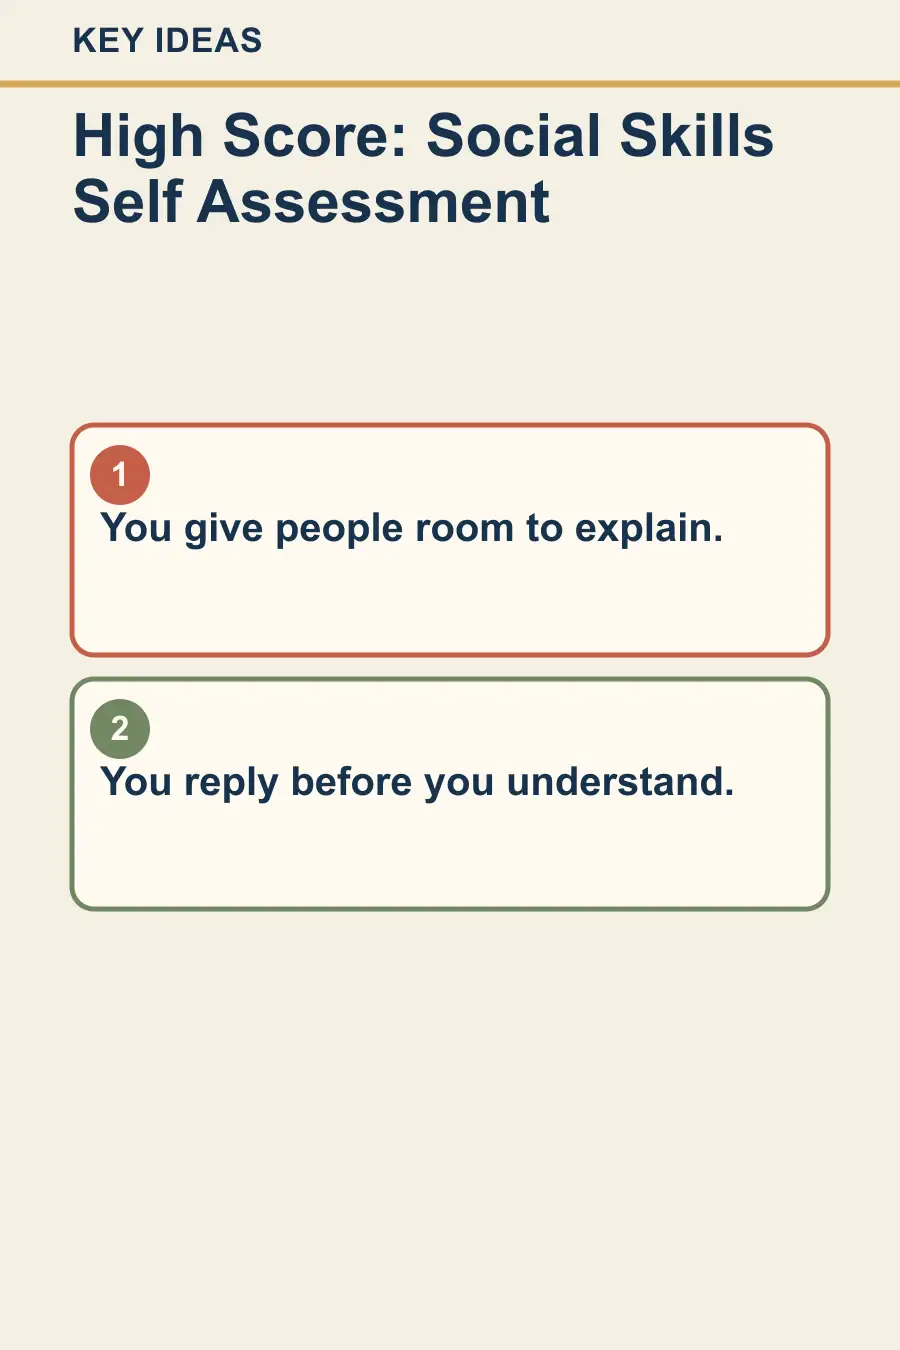 KEY IDEAS
High Score: Social Skills
Self Assessment
1
You give people room to explain.
2
You reply before you understand.